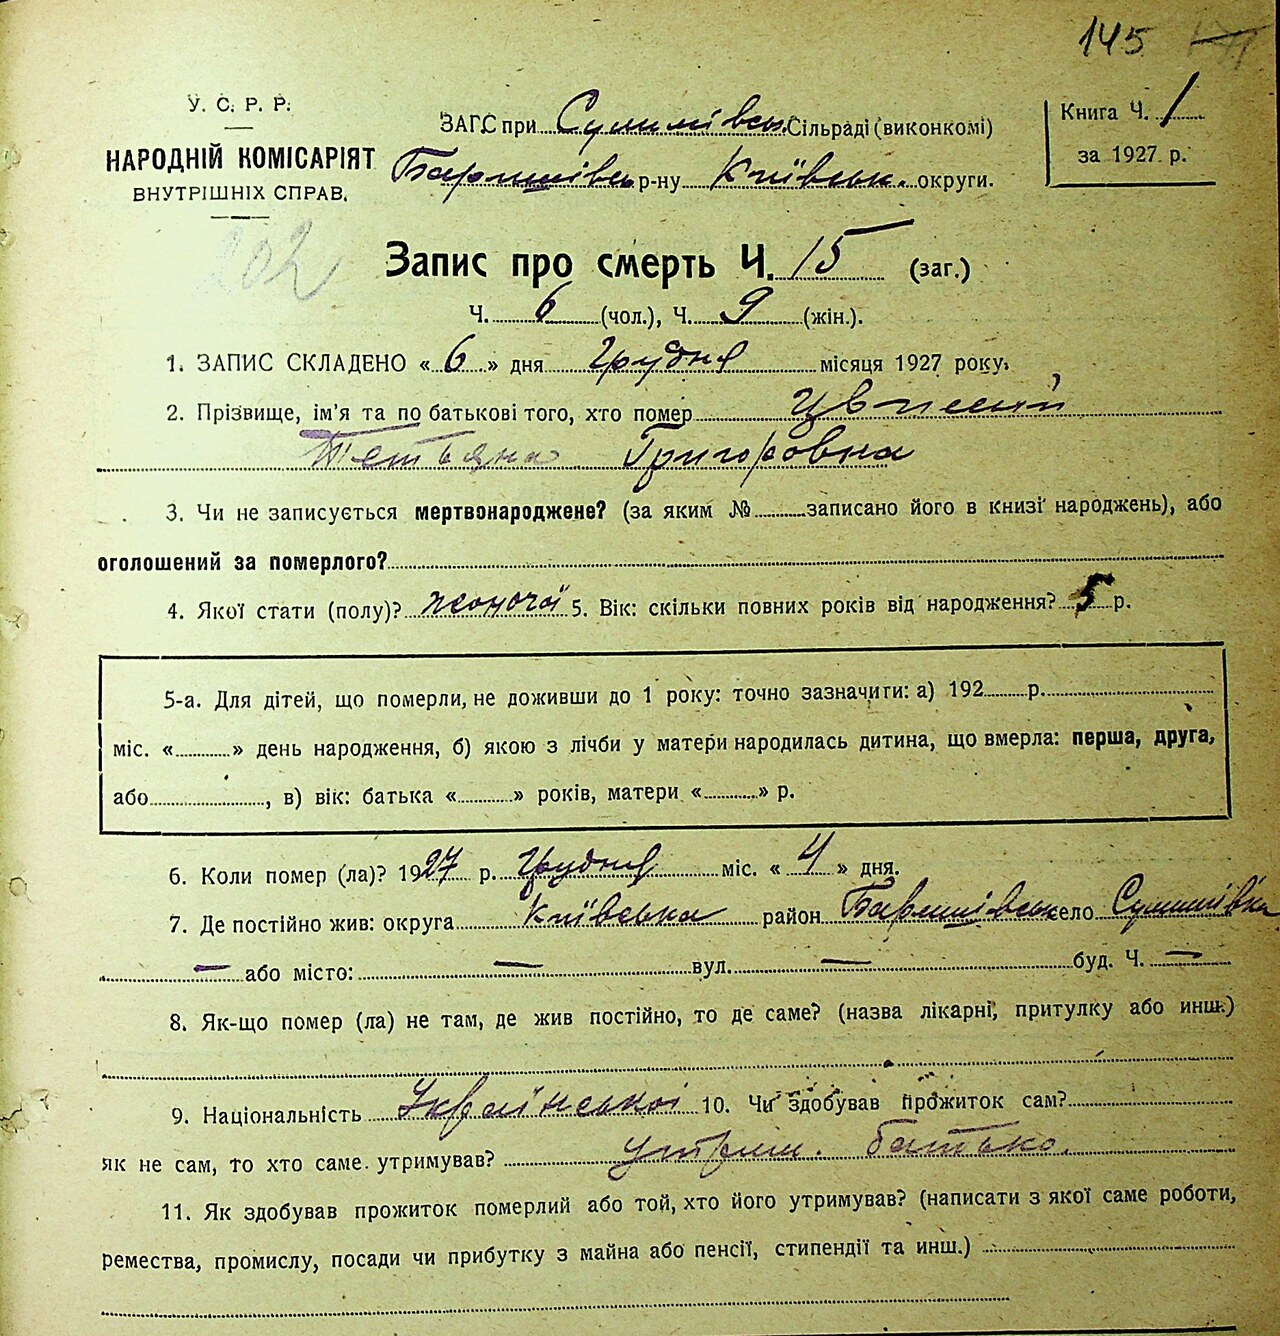 145
У. С. Р. Р.
НАРОДНІЙ КОМІСАРІЯТ
ВНУТРІШНІХ СПРАВ.
ЗАГС при Сулимівськ. Сільраді (виконкомі)
Баришівськ р-ну Київськ. округи.
Книга Ч. 1
за 1927 р.
202
Запис про смерть Ч. 15 (заг.)
Ч. 6 (чол.), Ч. 9 (жін.).
1. ЗАПИС СКЛАДЕНО « 6 » дня Грудня місяця 1927 року.
2. Прізвище, ім'я та по батькові того, хто помер
Тетьяна Григоровна
3. Чи не записується мертвонароджене? (за яким № записано його в книзі народжень), або
оголошений за померлого?
4. Якої стати (полу)? жоночої 5. Вік: скільки повних років від народження? 5 р.
5-а. Для дітей, що померли, не доживши до 1 року: точно зазначити: а) 192 р.
міс. « » день народження, б) якою з лічби у матери народилась дитина, що вмерла: перша, друга,
або , в) вік: батька « » років, матери « » р.
6. Коли помер (ла)? 1927 р. Грудня міс. « 4 » дня.
7. Де постійно жив: округа Київська район Баришівськ село Сулимівка
— або місто: — вул. — буд. Ч. —
8. Як-що помер (ла) не там, де жив постійно, то де саме? (назва лікарні, притулку або инш.)
9. Національність Української 10. Чи здобував прожиток сам?
як не сам, то хто саме утримував? утрим. батько.
11. Як здобував прожиток померлий або той, хто його утримував? (написати з якої саме роботи,
ремества, промислу, посади чи прибутку з майна або пенсії, стипендії та инш.)